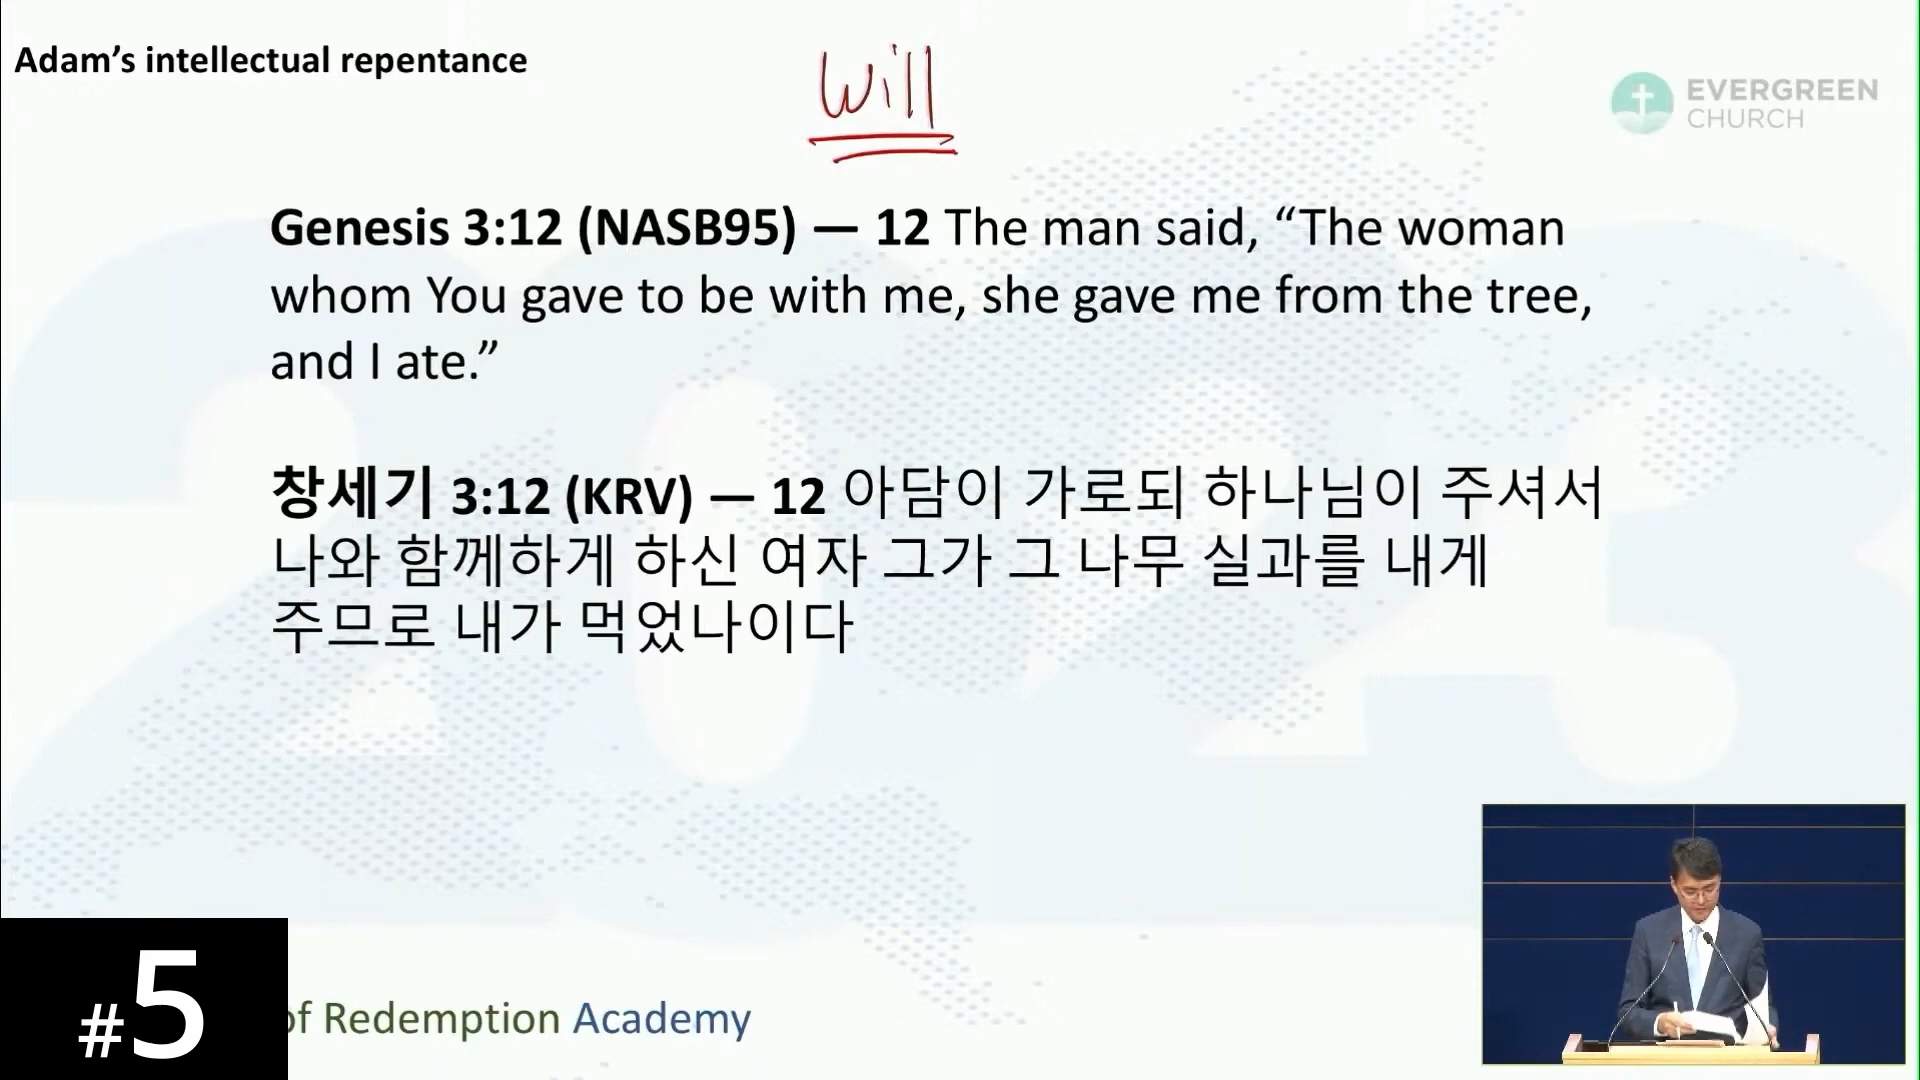 Adam’s intellectual repentance
will
EVERGREEN
CHURCH
Genesis 3:12 (NASB95) — 12 The man said, “The woman
whom You gave to be with me, she gave me from the tree,
and I ate.”
창세기 3:12 (KRV) — 12 아담이 가로되 하나님이 주셔서
나와 함께하게 하신 여자 그가 그 나무 실과를 내게
주므로 내가 먹었나이다
#5
of Redemption Academy